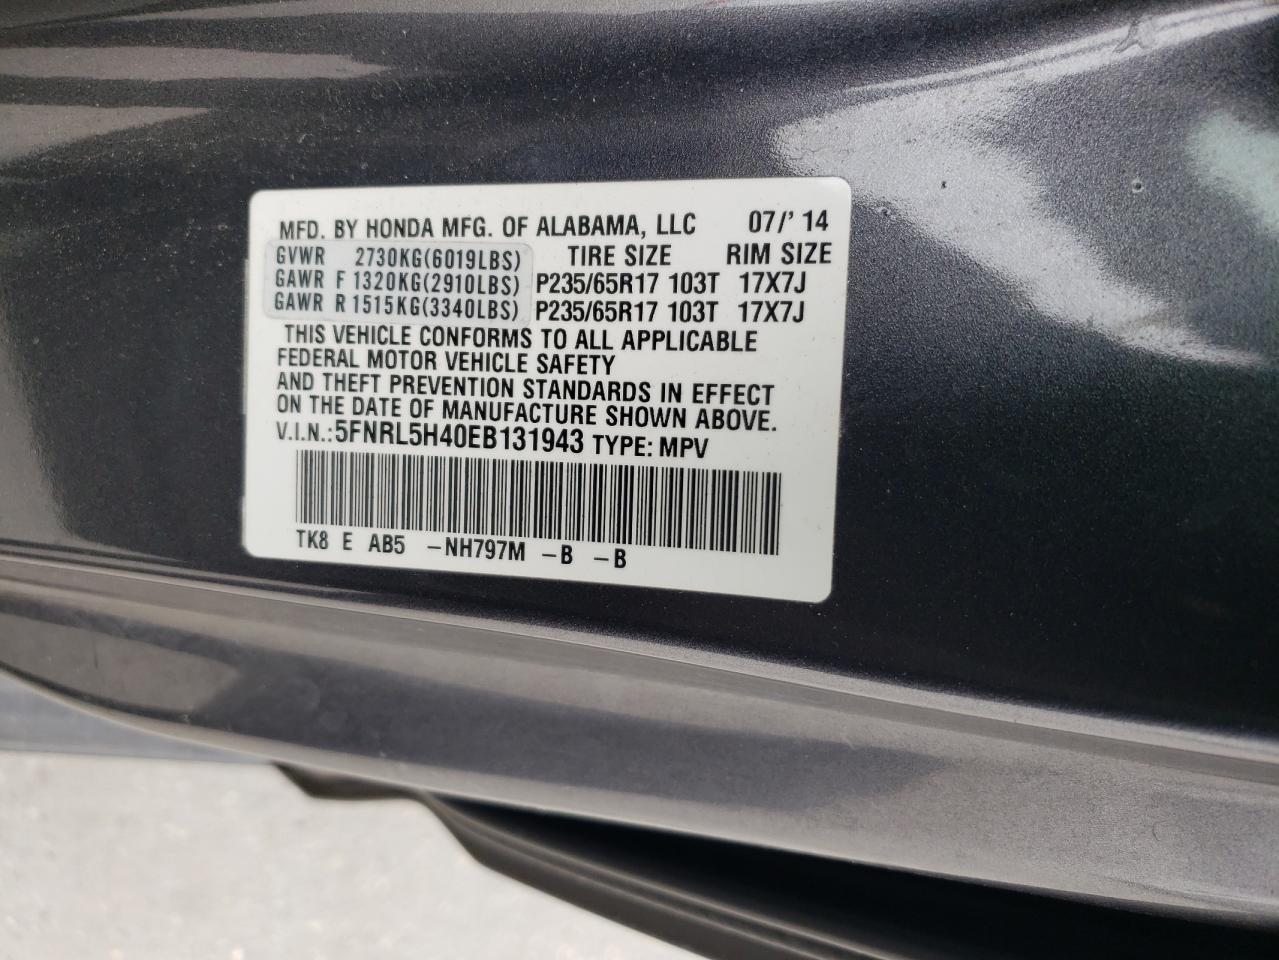 MFD. BY HONDA MFG. OF ALABAMA, LLC 07/' 14
GVWR 2730KG(6019LBS) TIRE SIZE RIM SIZE
GAWR F 1320KG(2910LBS) P235/65R17 103T 17X7J
GAWR R 1515KG(3340LBS) P235/65R17 103T 17X7J
THIS VEHICLE CONFORMS TO ALL APPLICABLE
FEDERAL MOTOR VEHICLE SAFETY
AND THEFT PREVENTION STANDARDS IN EFFECT
ON THE DATE OF MANUFACTURE SHOWN ABOVE.
V.I.N.:5FNRL5H40EB131943 TYPE: MPV
TK8 E AB5 -NH797M -B -B